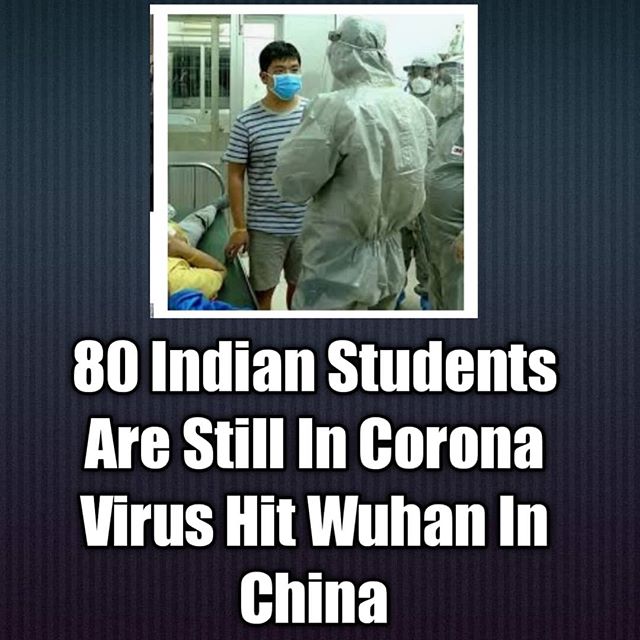 80 Indian Students
Are Still In Corona
Virus Hit Wuhan In
China